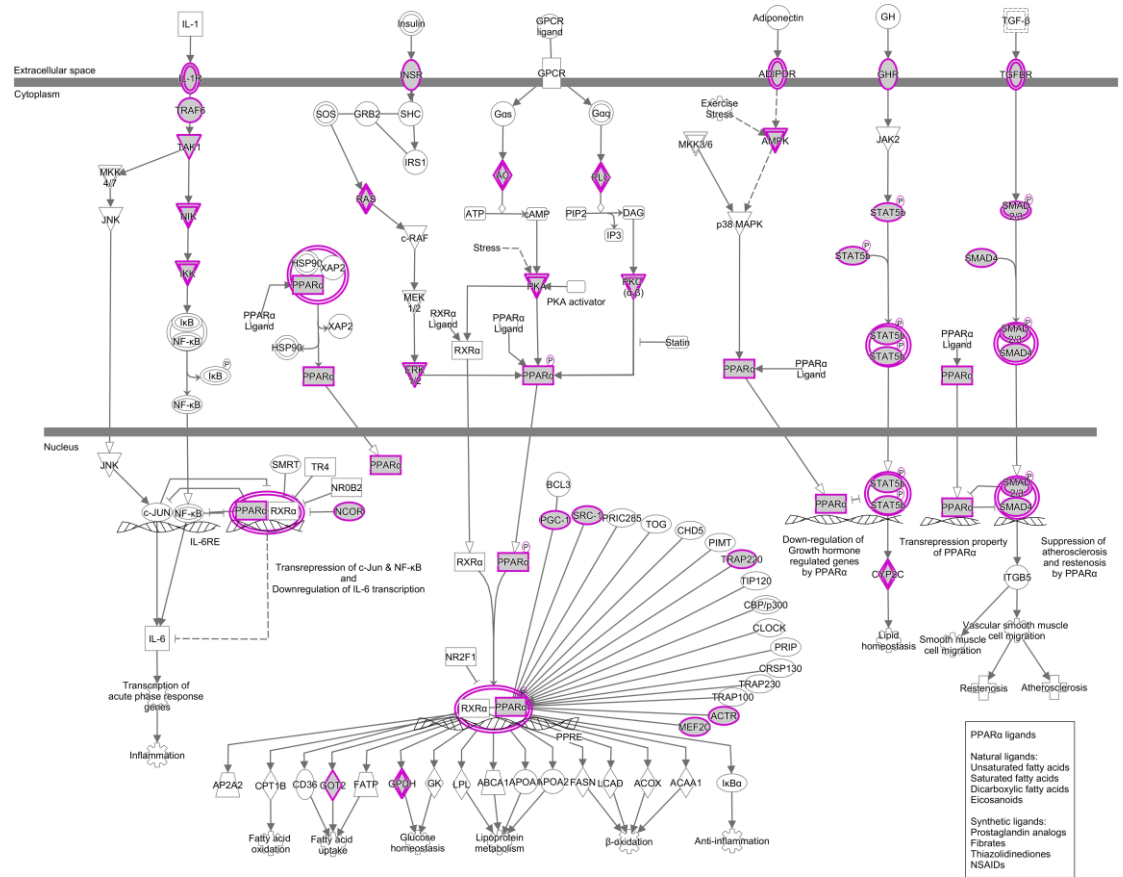 IL-1
Insulin
GPCR
ligand
Adiponectin
GH
TGF-β
Extracellular space
Cytoplasm
IL-1R
INSR
GPCR
ADIPOR
GHR
TGFBR
TRAF6
SOS
GRB2
SHC
Gαs
Gαq
Exercise
Stress
TAK1
IRS1
MKK3/6
AMPK
JAK2
MKK
4/7
AC
PLC
NIK
RAS
JNK
ATP
cAMP
PIP2
DAG
IP3
p38 MAPK
P
STAT5b
P
SMAD
2/3
c-RAF
Stress
STAT5b
P
SMAD4
IKK
HSP90
XAP2
PPARα
PKA
PKC
(α β)
PKA activator
MEK
1/2
PPARα
Ligand
RXRα
Ligand
PPARα
Ligand
IκB
NF-κB
XAP2
HSP90
RXRα
Statin
P
STAT5b
P
STAT5b
P
SMAD
2/3
SMAD4
PPARα
Ligand
P
IκB
PPARα
ERK
1/2
P
PPARα
PPARα
PPARα
Ligand
PPARα
NF-κB
Nucleus
JNK
SMRT
TR4
PPARα
NR0B2
BCL3
c-JUN
NF-κB
PPARα
RXRα
NCOR
PGC-1
SRC-1
PRIC285
TOG
CHD5
PIMT
TRAP220
TIP120
CBP/p300
CLOCK
PRIP
CRSP130
TRAP230
TRAP100
ACTR
MEF2C
PPARα
P
STAT5b
P
STAT5b
PPARα
P
SMAD
2/3
SMAD4
IL-6RE
Down-regulation of
Growth hormone
regulated genes
by PPARα
Transrepression property
of PPARα
Suppression of
atherosclerosis
and restenosis
by PPARα
Transrepression of c-Jun & NF-κB
and
Downregulation of IL-6 transcription
RXRα
P
PPARα
CYP2C
ITGB5
IL-6
Lipid
homeostasis
Smooth muscle
cell migration
Vascular smooth muscle
cell migration
NR2F1
Transcription of
acute phase response
genes
Restenosis
Atherosclerosis
RXRα
PPARα
PPRE
Inflammation
AP2A2
CPT1B
CD36
GOT2
FATP
GPDH
GK
LPL
ABCA1
APOA1
APOA2
FASN
LCAD
ACOX
ACAA1
IκBα
Fatty acid
oxidation
Fatty acid
uptake
Glucose
homeostasis
Lipoprotein
metabolism
β-oxidation
Anti-inflammation
PPARα ligands
Natural ligands:
Unsaturated fatty acids
Saturated fatty acids
Dicarboxylic fatty acids
Eicosanoids
Synthetic ligands:
Prostaglandin analogs
Fibrates
Thiazolidinediones
NSAIDs